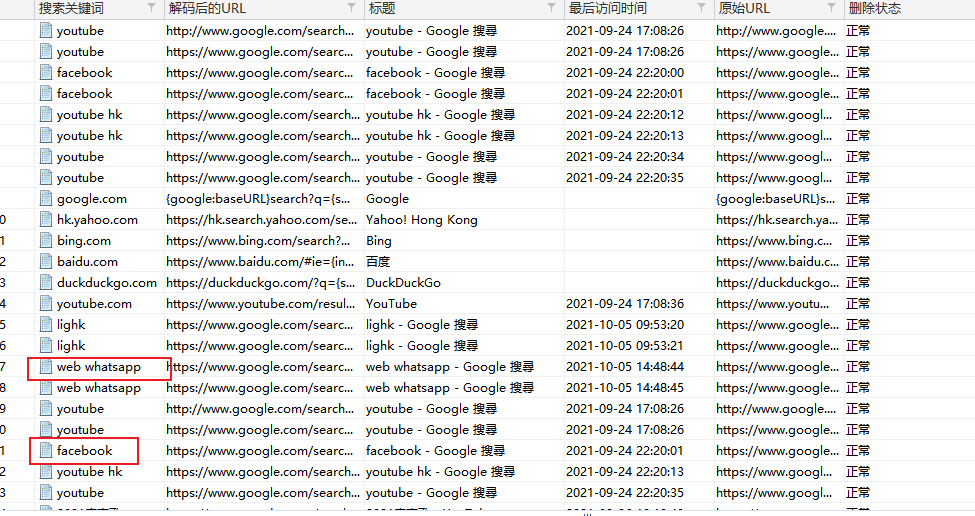 搜索关键词 解码后的URL 标题 最后访问时间 原始URL 删除状态
youtube http://www.google.com/search... youtube - Google 搜尋 2021-09-24 17:08:26 http://www.google.... 正常
youtube https://www.google.com/searc... youtube - Google 搜尋 2021-09-24 17:08:26 https://www.googl... 正常
facebook https://www.google.com/searc... facebook - Google 搜尋 2021-09-24 22:20:00 https://www.googl... 正常
facebook https://www.google.com/searc... facebook - Google 搜尋 2021-09-24 22:20:01 https://www.googl... 正常
youtube hk https://www.google.com/search... youtube hk - Google 搜尋 2021-09-24 22:20:12 https://www.googl... 正常
youtube hk https://www.google.com/search... youtube hk - Google 搜尋 2021-09-24 22:20:13 https://www.googl... 正常
youtube https://www.google.com/search... youtube - Google 搜尋 2021-09-24 22:20:34 https://www.googl... 正常
youtube https://www.google.com/search... youtube - Google 搜尋 2021-09-24 22:20:35 https://www.googl... 正常
google.com {google:baseURL}search?q={s... Google {google:baseURL}s... 正常
0 hk.yahoo.com https://hk.search.yahoo.com/se... Yahoo! Hong Kong https://hk.search.ya... 正常
1 bing.com https://www.bing.com/search?... Bing https://www.bing.c... 正常
2 baidu.com https://www.baidu.com/#ie={in... 百度 https://www.baidu.c... 正常
3 duckduckgo.com https://duckduckgo.com/?q={s... DuckDuckGo https://duckduckgo... 正常
4 youtube.com https://www.youtube.com/resul... YouTube 2021-09-24 17:08:36 https://www.youtu... 正常
5 lighk https://www.google.com/searc... lighk - Google 搜尋 2021-10-05 09:53:20 https://www.googl... 正常
6 lighk https://www.google.com/searc... lighk - Google 搜尋 2021-10-05 09:53:21 https://www.googl... 正常
7 web whatsapp https://www.google.com/searc... web whatsapp - Google 搜尋 2021-10-05 14:48:44 https://www.googl... 正常
8 web whatsapp https://www.google.com/searc... web whatsapp - Google 搜尋 2021-10-05 14:48:45 https://www.googl... 正常
9 youtube http://www.google.com/search... youtube - Google 搜尋 2021-09-24 17:08:26 http://www.google.... 正常
0 youtube https://www.google.com/searc... youtube - Google 搜尋 2021-09-24 17:08:26 https://www.googl... 正常
1 facebook https://www.google.com/searc... facebook - Google 搜尋 2021-09-24 22:20:01 https://www.googl... 正常
2 youtube hk https://www.google.com/search... youtube hk - Google 搜尋 2021-09-24 22:20:13 https://www.googl... 正常
3 youtube https://www.google.com/search... youtube - Google 搜尋 2021-09-24 22:20:35 https://www.googl... 正常